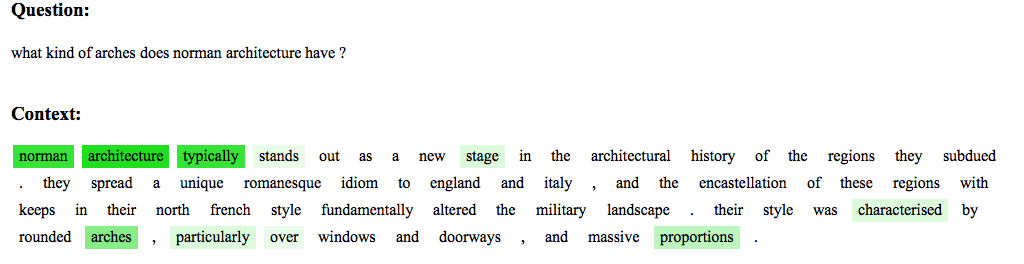 Question:
what kind of arches does norman architecture have ?
Context:
norman architecture typically stands out as a new stage in the architectural history of the regions they subdued
. they spread a unique romanesque idiom to england and italy , and the encastellation of these regions with
keeps in their north french style fundamentally altered the military landscape . their style was characterised by
rounded arches , particularly over windows and doorways , and massive proportions .